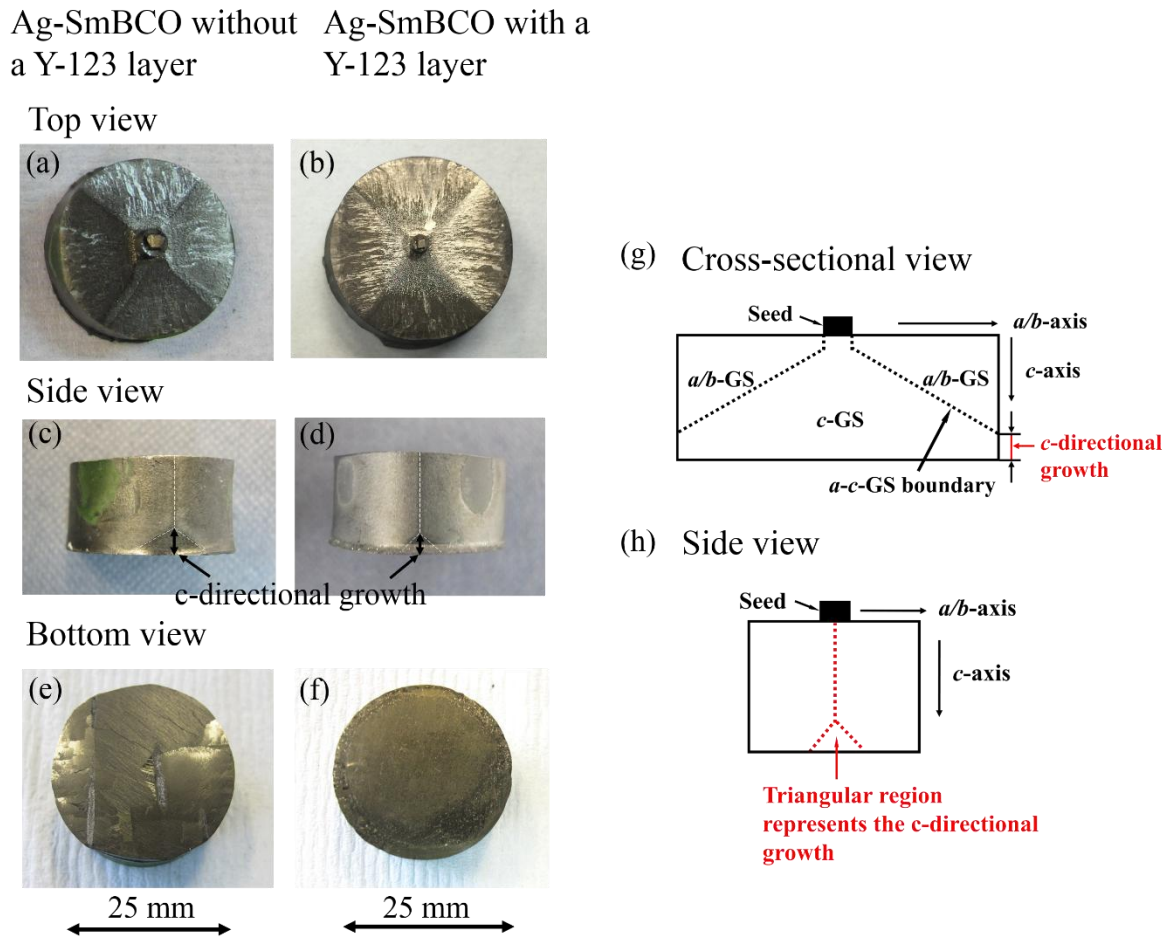 Ag-SmBCO without
a Y-123 layer
Ag-SmBCO with a
Y-123 layer
Top view
(a)
(b)
Side view
(c)
(d)
c-directional growth
Bottom view
(e)
(f)
25 mm
25 mm
(g) Cross-sectional view
Seed
a/b-axis
a/b-GS
a/b-GS
c-axis
c-GS
c-directional
growth
a-c-GS boundary
(h) Side view
Seed
a/b-axis
c-axis
Triangular region
represents the c-directional
growth